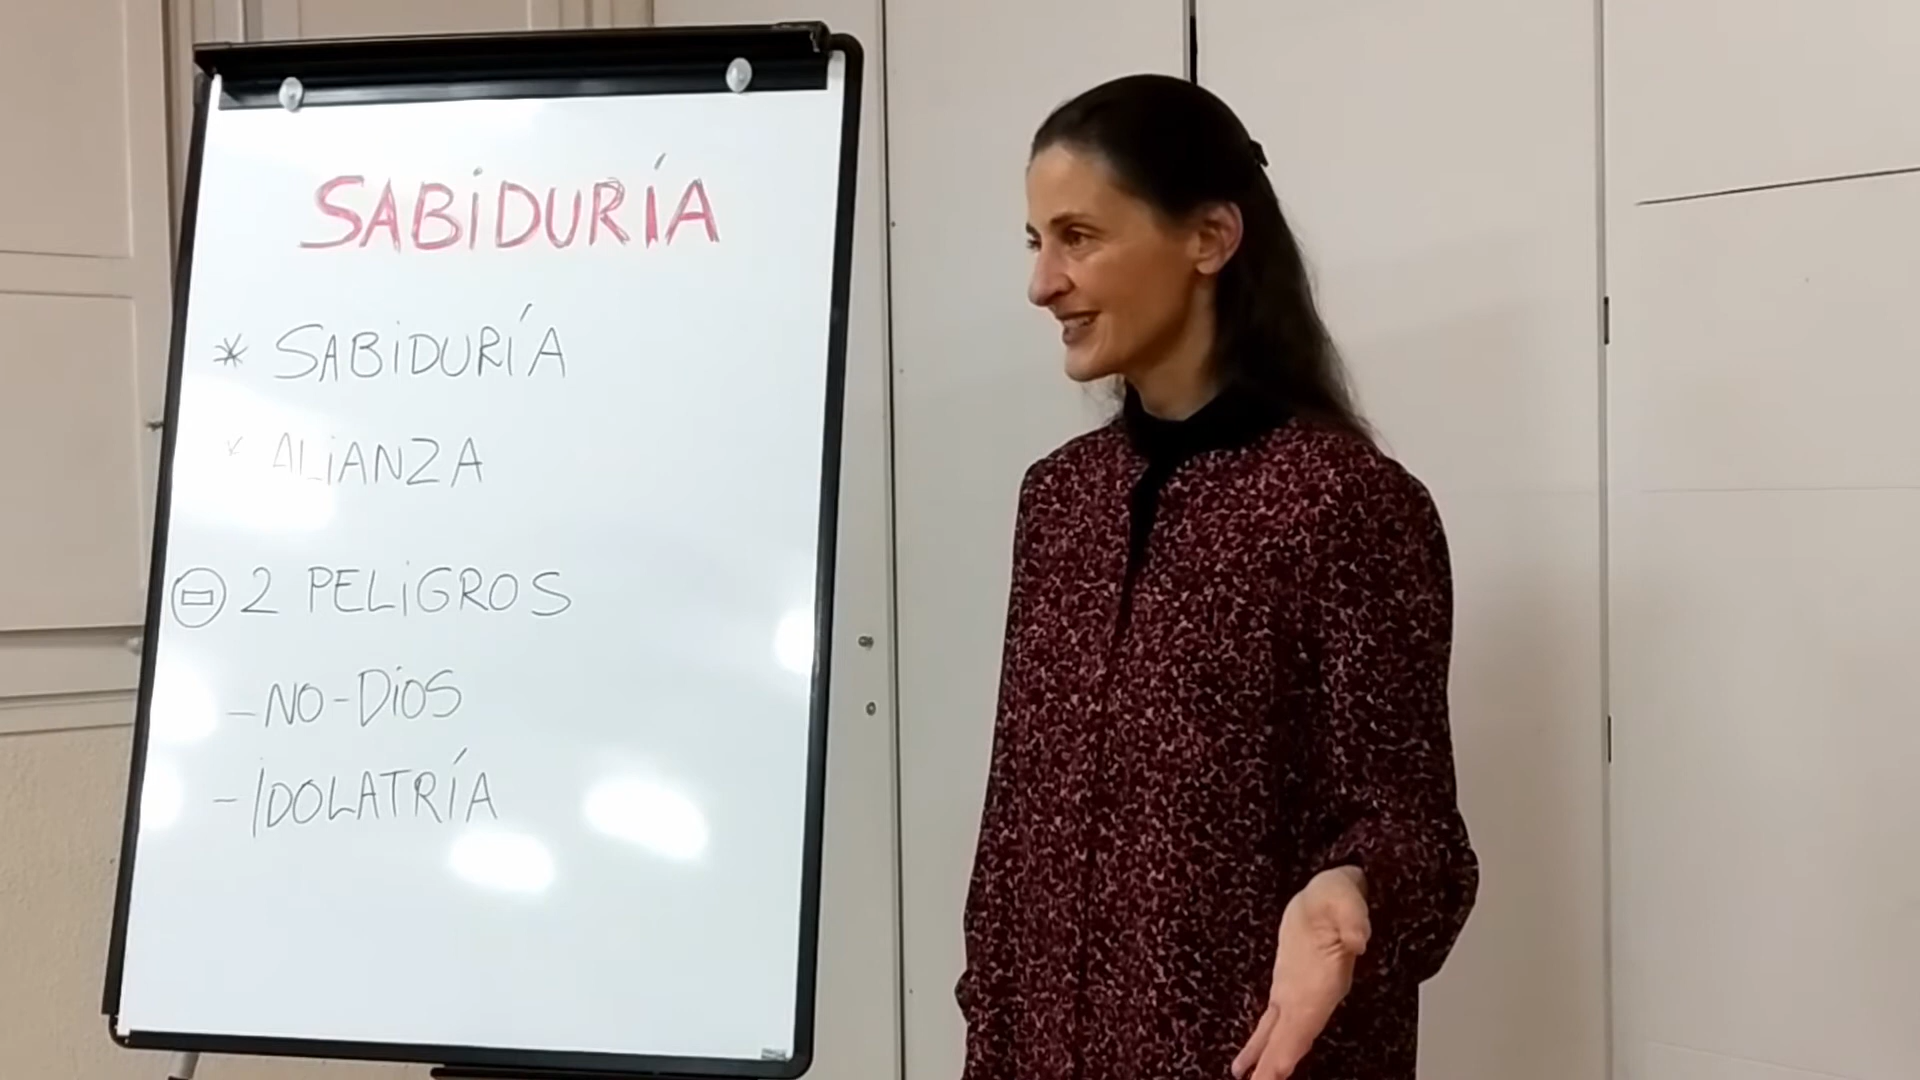 SABiDURÍA
* SABiDURÍA
* ALiANZA
⊖ 2 PELiGROS
- NO-DiOS
- IDOLATRÍA